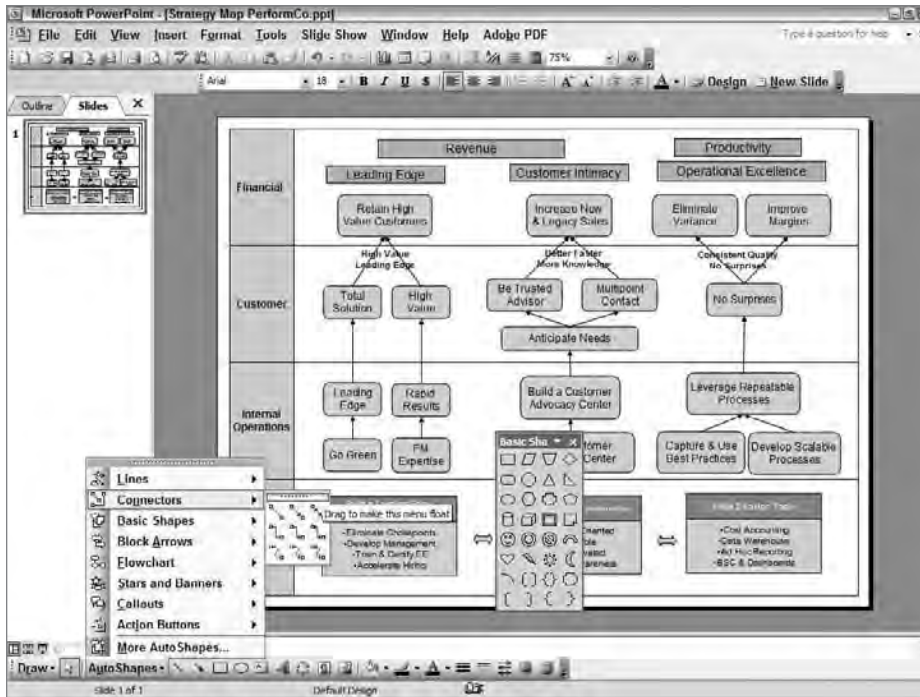 Microsoft PowerPoint - [Strategy Map PerformCo.ppt]
File Edit View Insert Format Tools Slide Show Window Help Adobe PDF
Type a question for help
75%
Arial 18 B I U S A A A Design New Slide
Outline Slides X
1
Revenue Productivity
Leading Edge Customer Intimacy Operational Excellence
Financial
Retain High Value Customers
Increase New & Legacy Sales
Eliminate Variance
Improve Margins
High Value
Leading Edge
Better Faster
More Knowledge
Consistent Quality
No Surprises
Customer
Total Solution
High Value
Be Trusted Advisor
Multipoint Contact
No Surprises
Anticipate Needs
Internal Operations
Leading Edge
Rapid Results
Build a Customer Advocacy Center
Leverage Repeatable Processes
Go Green
PM Expertise
tomer
Center
Capture & Use Best Practices
Develop Scalable Processes
Basic Sha
Lines
Connectors
Basic Shapes
Block Arrows
Flowchart
Stars and Banners
Callouts
Action Buttons
More AutoShapes...
Drag to make this menu float
•Eliminate Chokepoints
•Develop Management
•Train & Certify EE
•Accelerate Hiring
•Cost Accounting
•Data Warehouse
•Ad Hoc Reporting
•BSC & Dashboards
Draw AutoShapes
Slide 1 of 1 Default Design